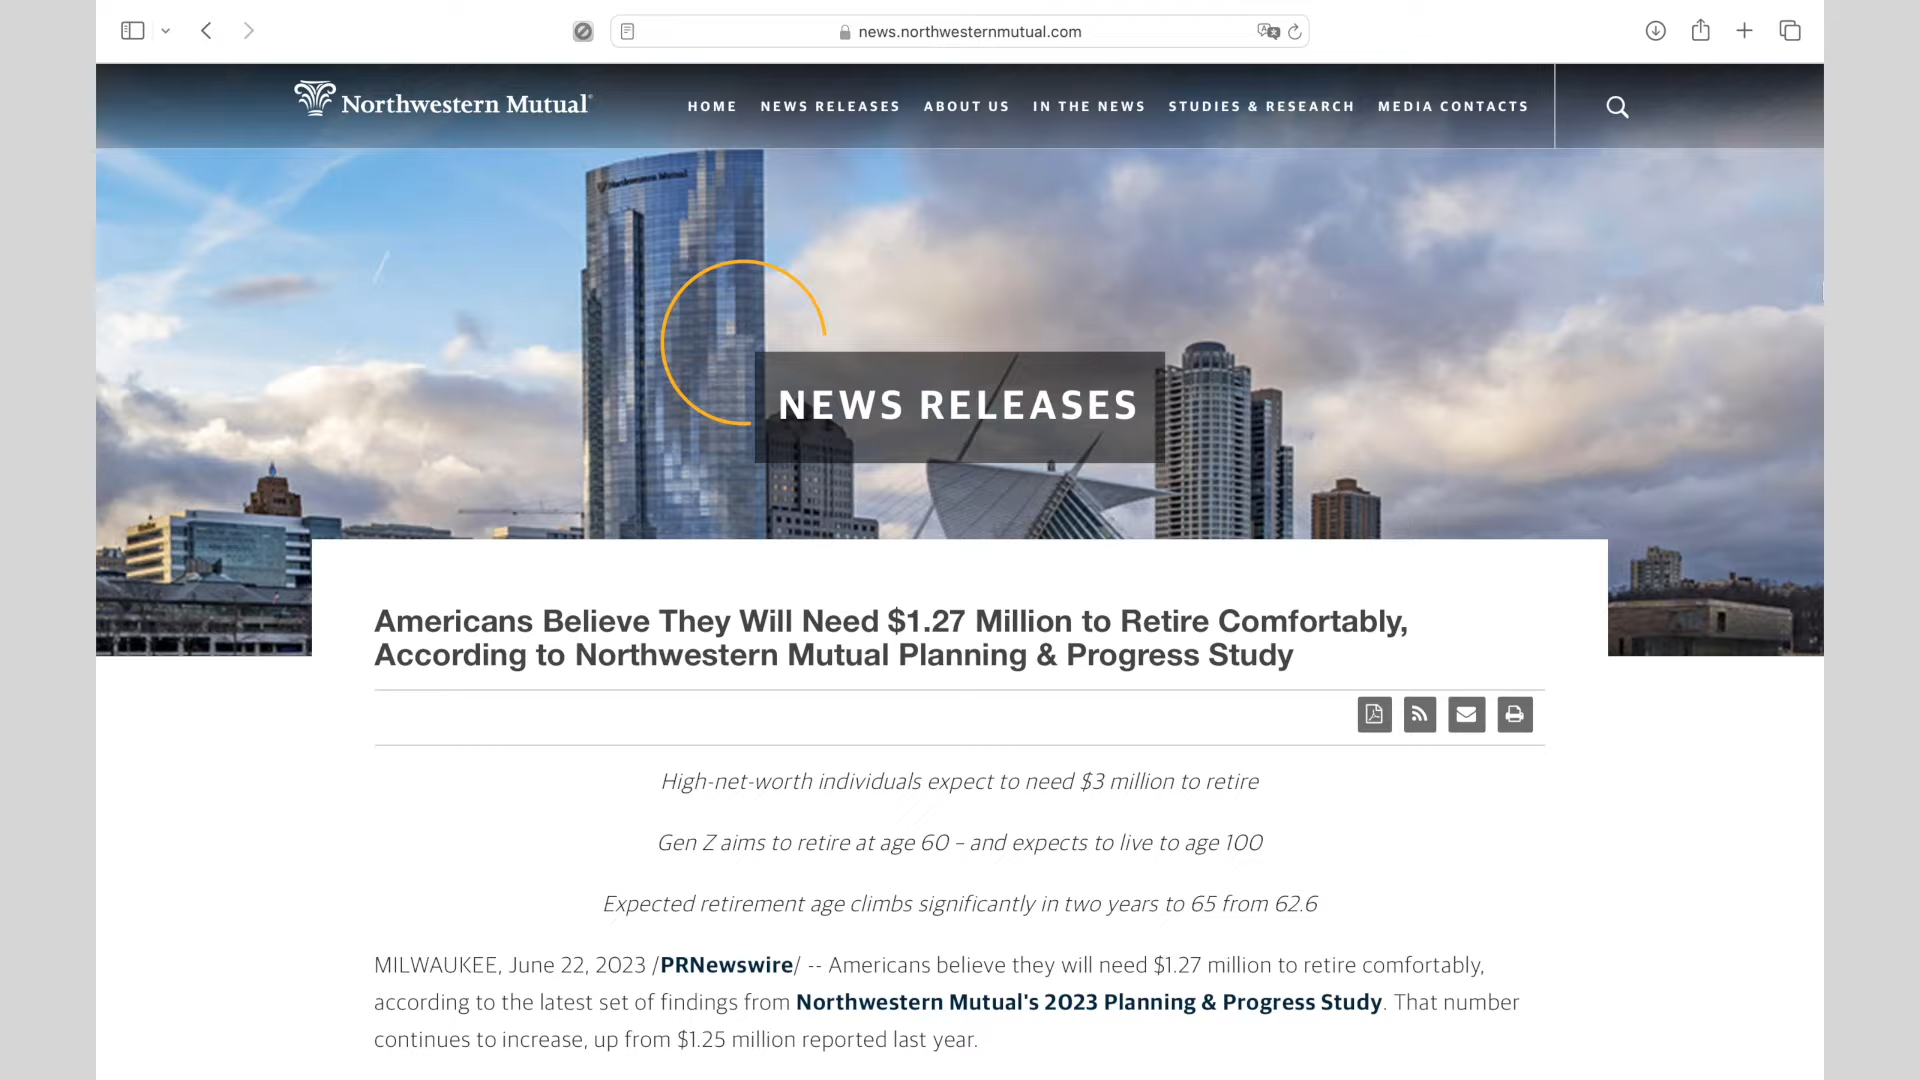 news.northwesternmutual.com
Northwestern Mutual
HOME NEWS RELEASES ABOUT US IN THE NEWS STUDIES & RESEARCH MEDIA CONTACTS
Northwestern Mutual
NEWS RELEASES
Americans Believe They Will Need $1.27 Million to Retire Comfortably,
According to Northwestern Mutual Planning & Progress Study
High-net-worth individuals expect to need $3 million to retire
Gen Z aims to retire at age 60 – and expects to live to age 100
Expected retirement age climbs significantly in two years to 65 from 62.6
MILWAUKEE, June 22, 2023 /PRNewswire/ -- Americans believe they will need $1.27 million to retire comfortably,
according to the latest set of findings from Northwestern Mutual's 2023 Planning & Progress Study. That number
continues to increase, up from $1.25 million reported last year.